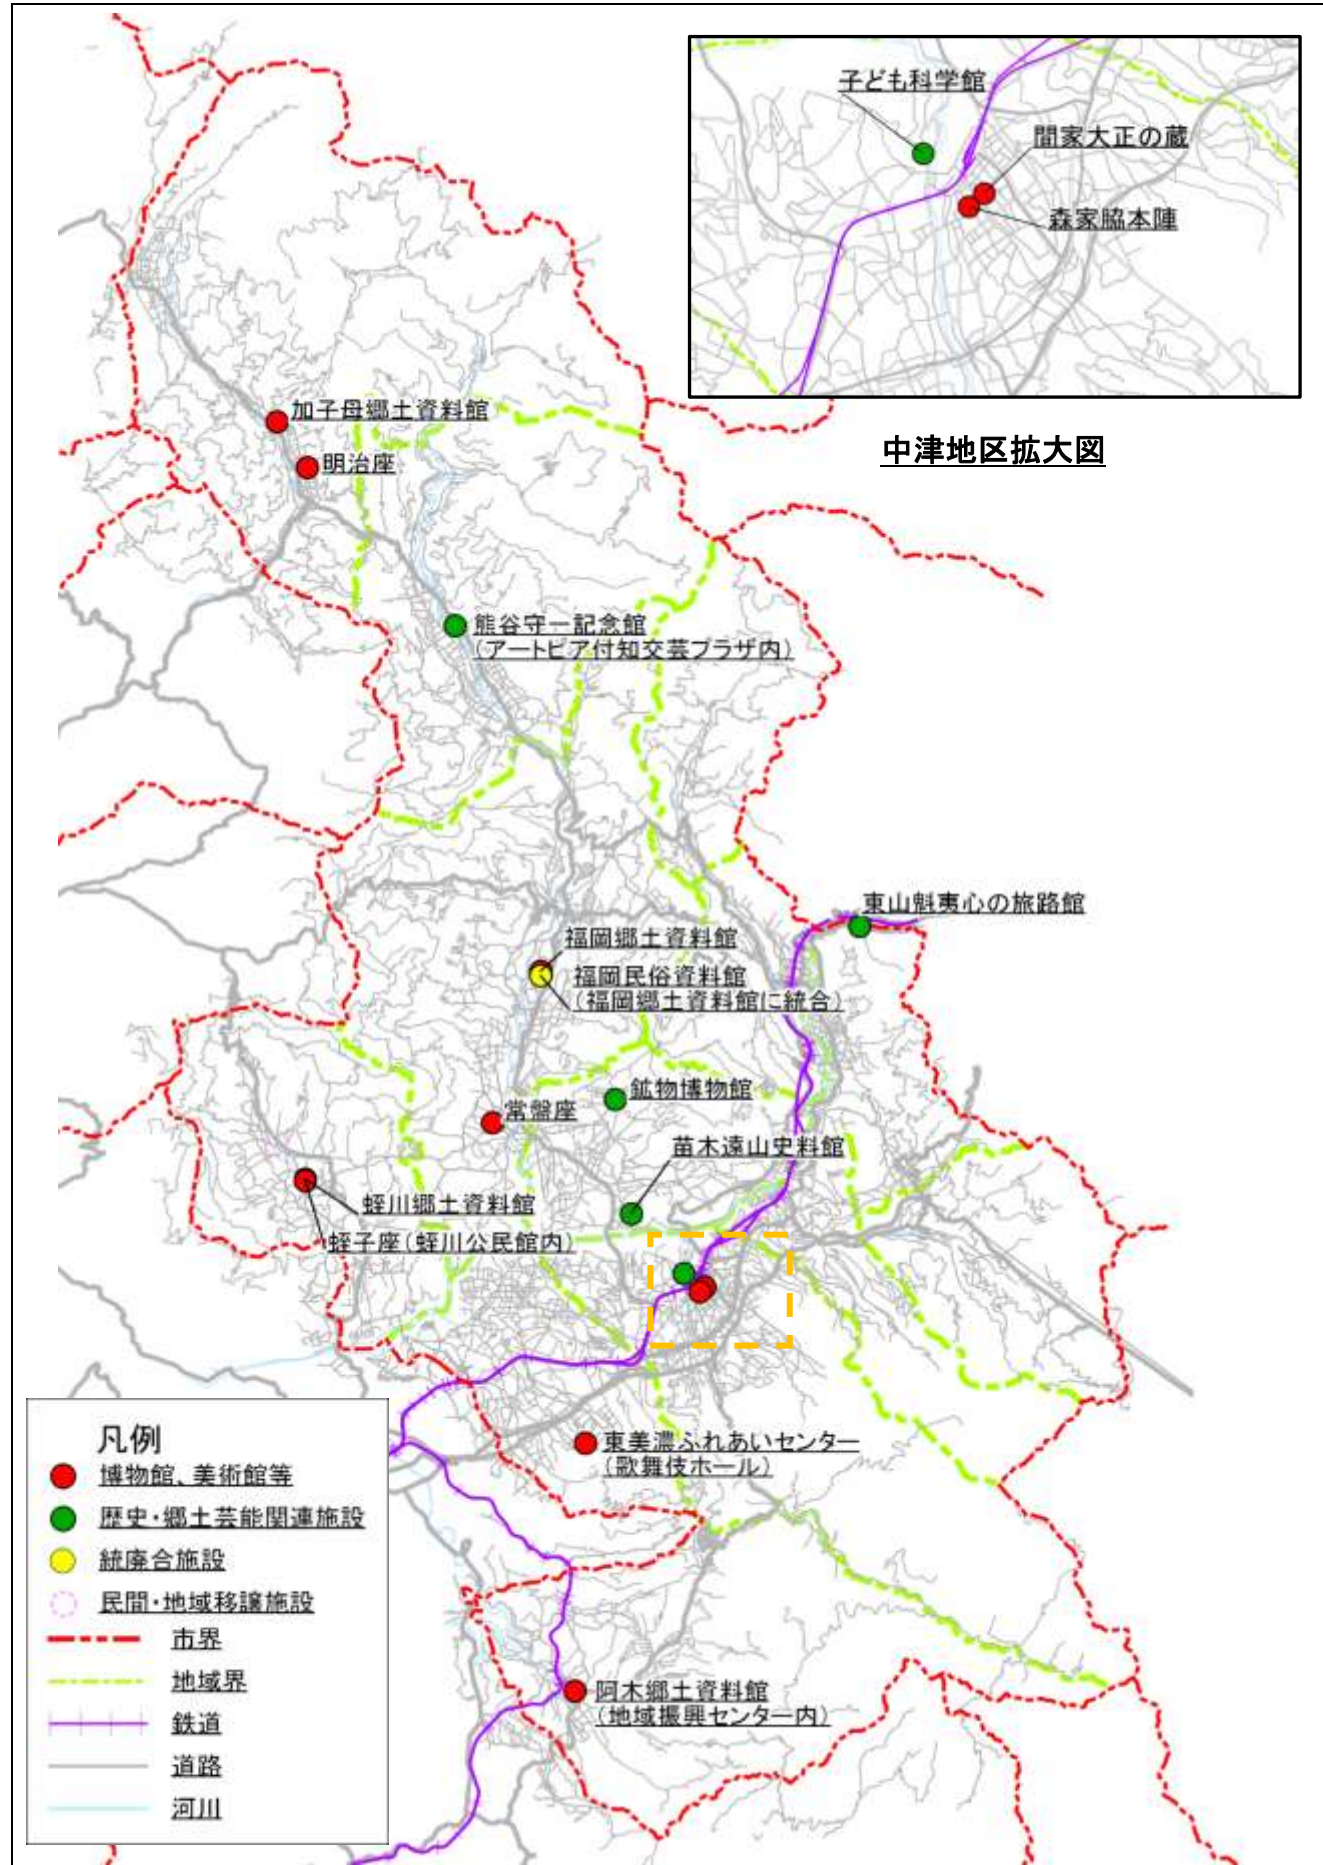 子ども科学館
間家大正の蔵
森家脇本陣
中津地区拡大図
加子母郷土資料館
明治座
熊谷守一記念館
(アートピア付知交芸プラザ内)
東山魁夷心の旅路館
福岡郷土資料館
福岡民俗資料館
(福岡郷土資料館に統合)
鉱物博物館
常盤座
苗木遠山史料館
蛭川郷土資料館
蛭子座(蛭川公民館内)
東美濃ふれあいセンター
(歌舞伎ホール)
阿木郷土資料館
(地域振興センター内)
凡例
博物館、美術館等
歴史・郷土芸能関連施設
統廃合施設
民間・地域移譲施設
市界
地域界
鉄道
道路
河川